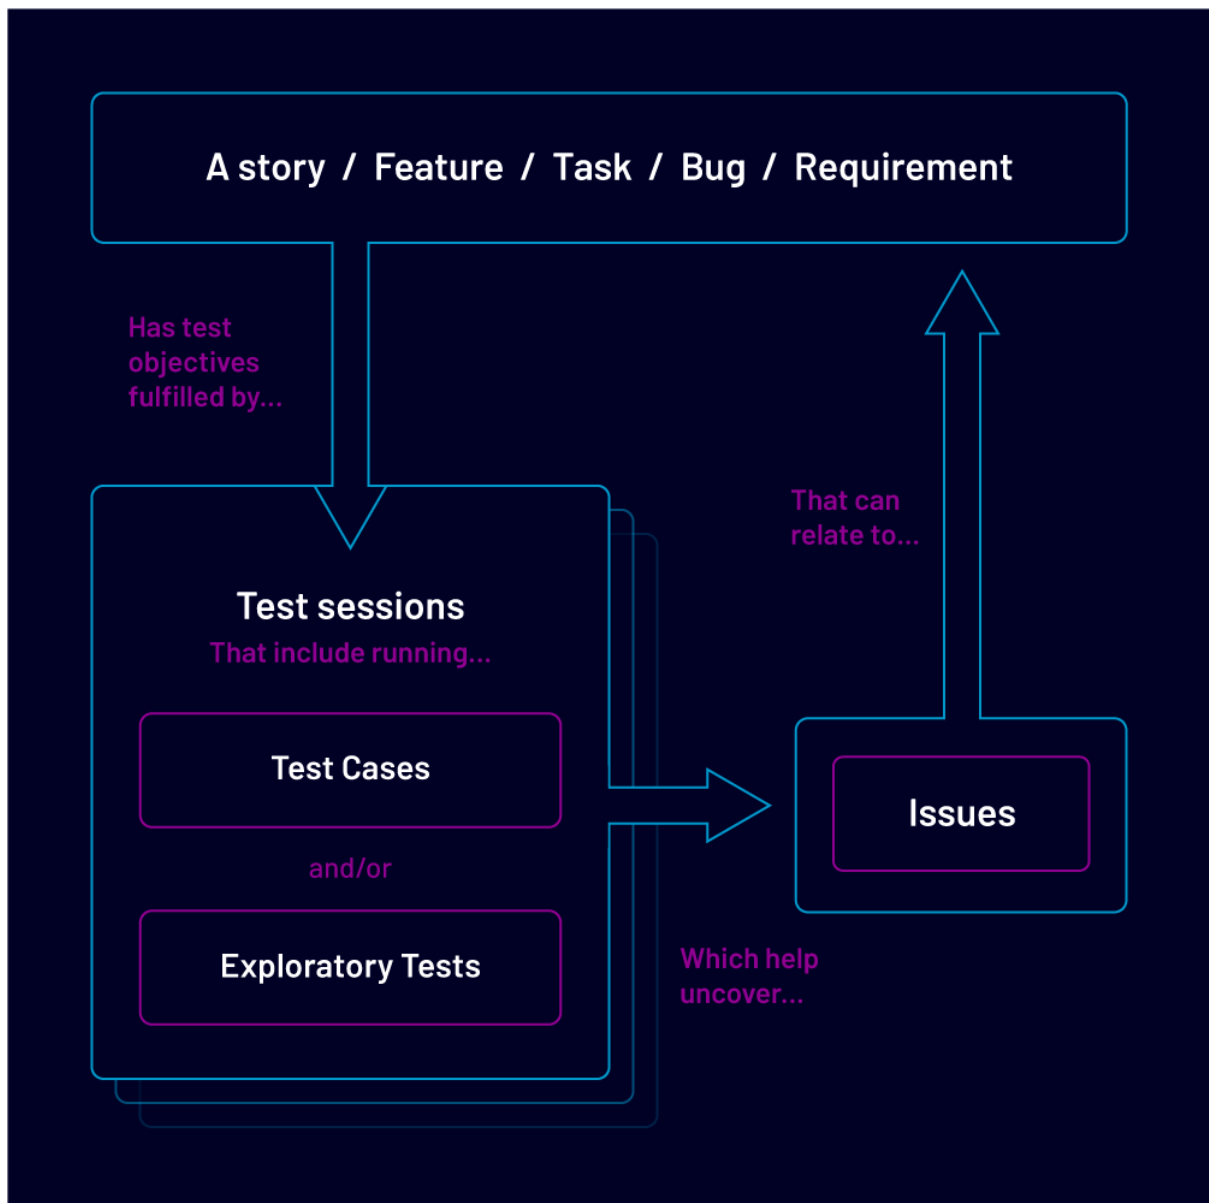 A story / Feature / Task / Bug / Requirement
Has test
objectives
fulfilled by...
That can
relate to...
Test sessions
That include running...
Test Cases
and/or
Exploratory Tests
Issues
Which help
uncover...